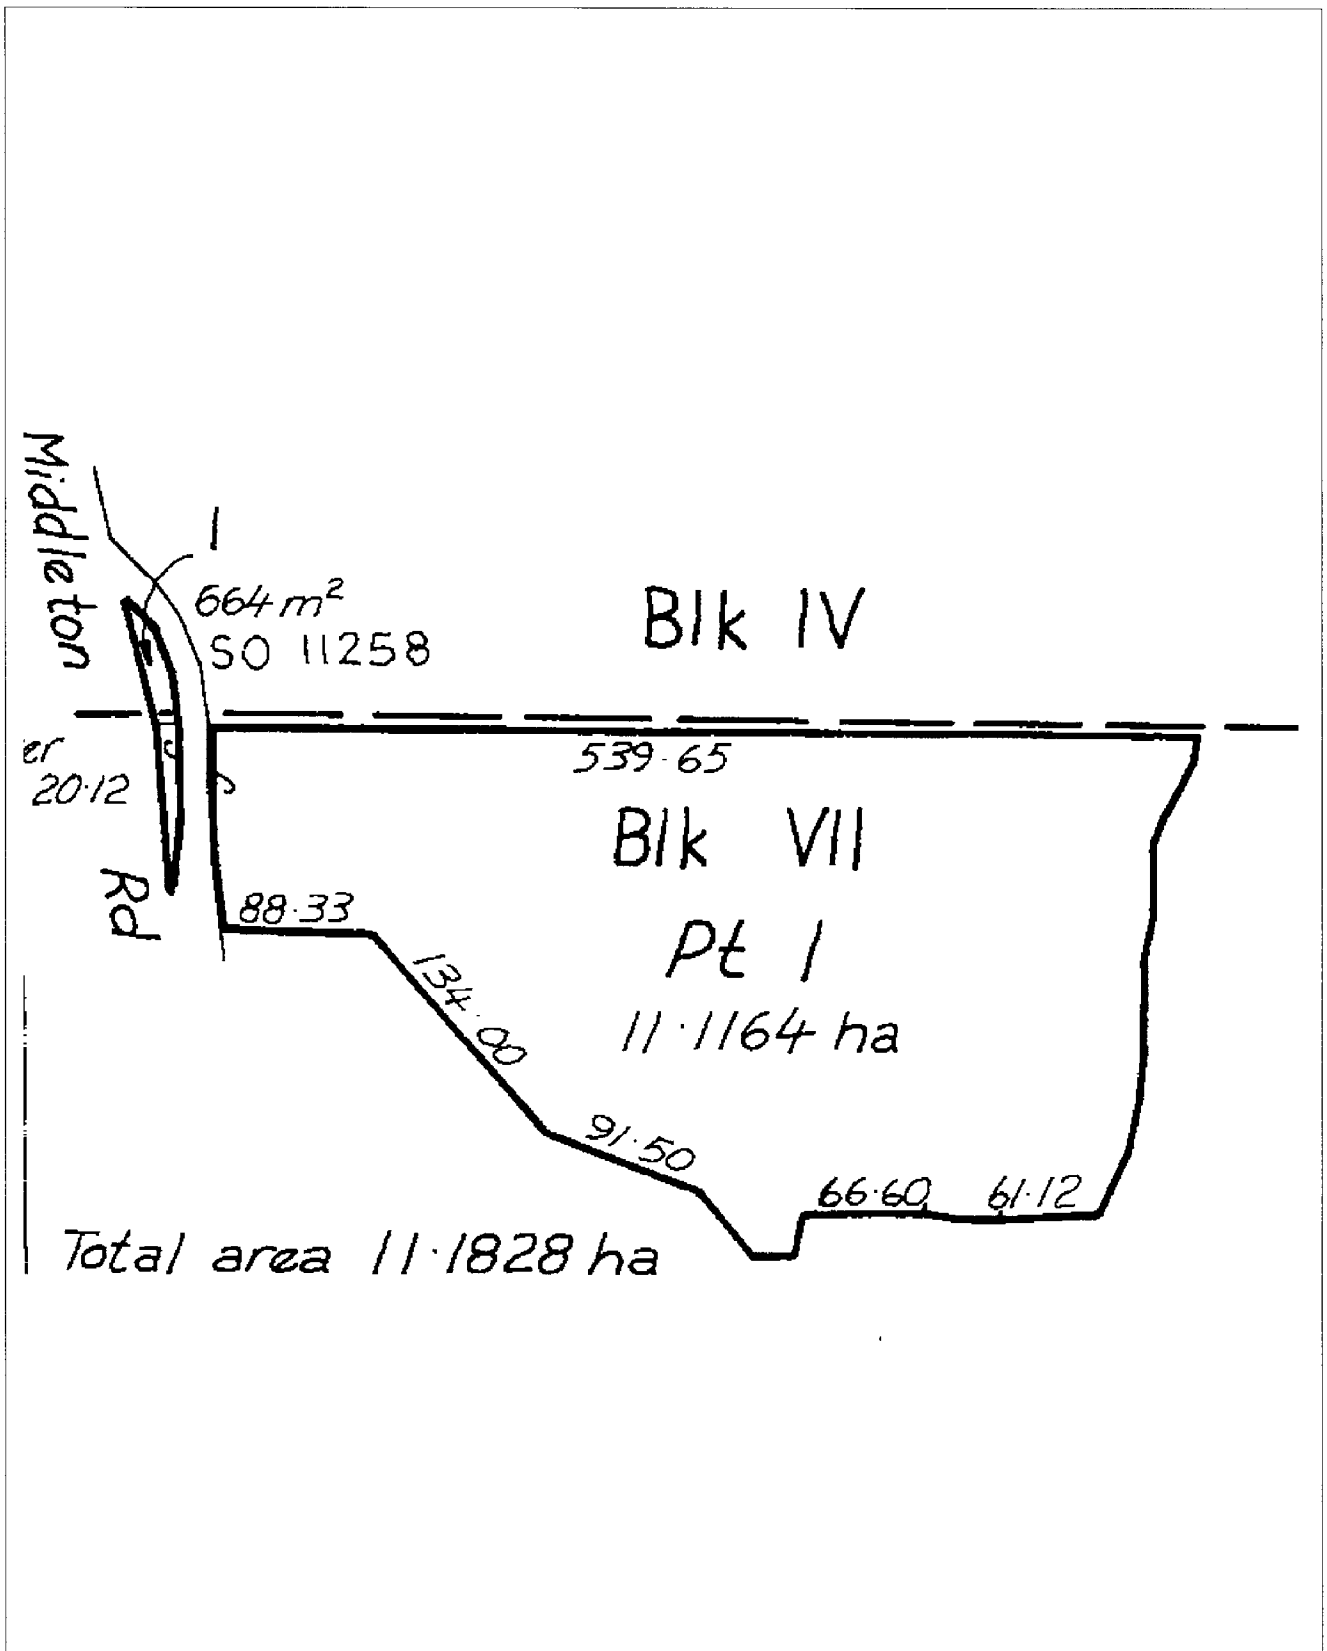 Middleton
Rd
1
664 m²
SO 11258
Blk IV
er
20·12
539·65
Blk VII
Pt 1
11·1164 ha
88·33
134·00
91·50
66·60
61·12
Total area 11·1828 ha